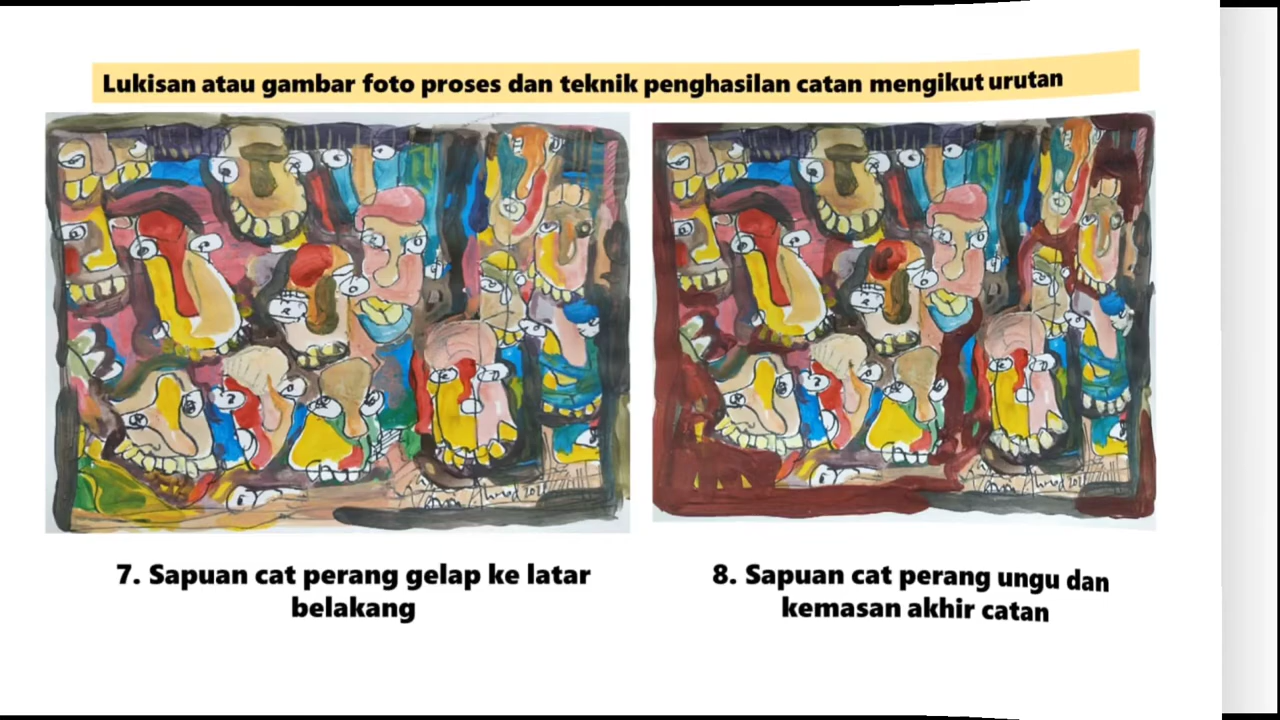 Lukisan atau gambar foto proses dan teknik penghasilan catan mengikut urutan
7. Sapuan cat perang gelap ke latar
belakang
8. Sapuan cat perang ungu dan
kemasan akhir catan